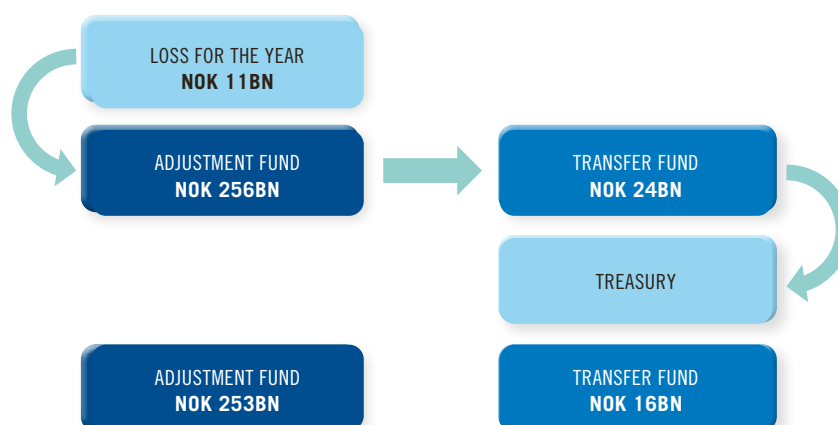 LOSS FOR THE YEAR
NOK 11BN
ADJUSTMENT FUND
NOK 256BN
TRANSFER FUND
NOK 24BN
TREASURY
ADJUSTMENT FUND
NOK 253BN
TRANSFER FUND
NOK 16BN